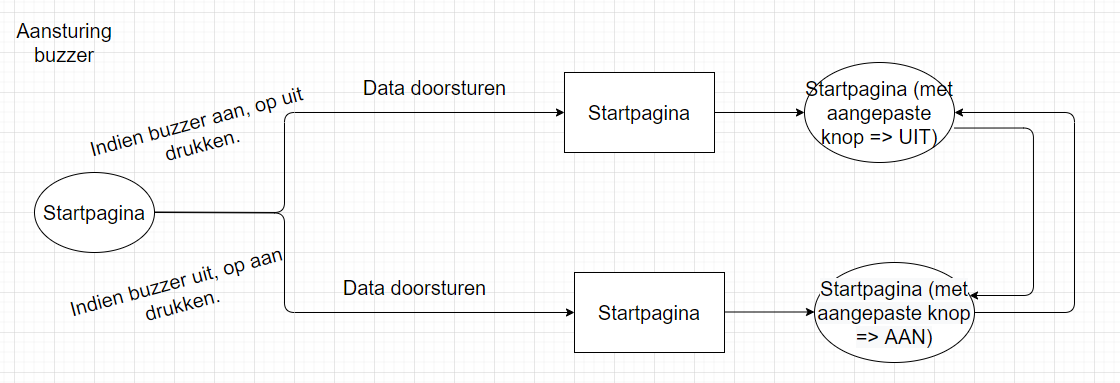 Aansturing
buzzer
Indien buzzer aan, op uit
drukken.
Data doorsturen
Startpagina
Startpagina (met
aangepaste
knop => UIT)
Startpagina
Indien buzzer uit, op aan
drukken.
Data doorsturen
Startpagina
Startpagina (met
aangepaste knop
=> AAN)